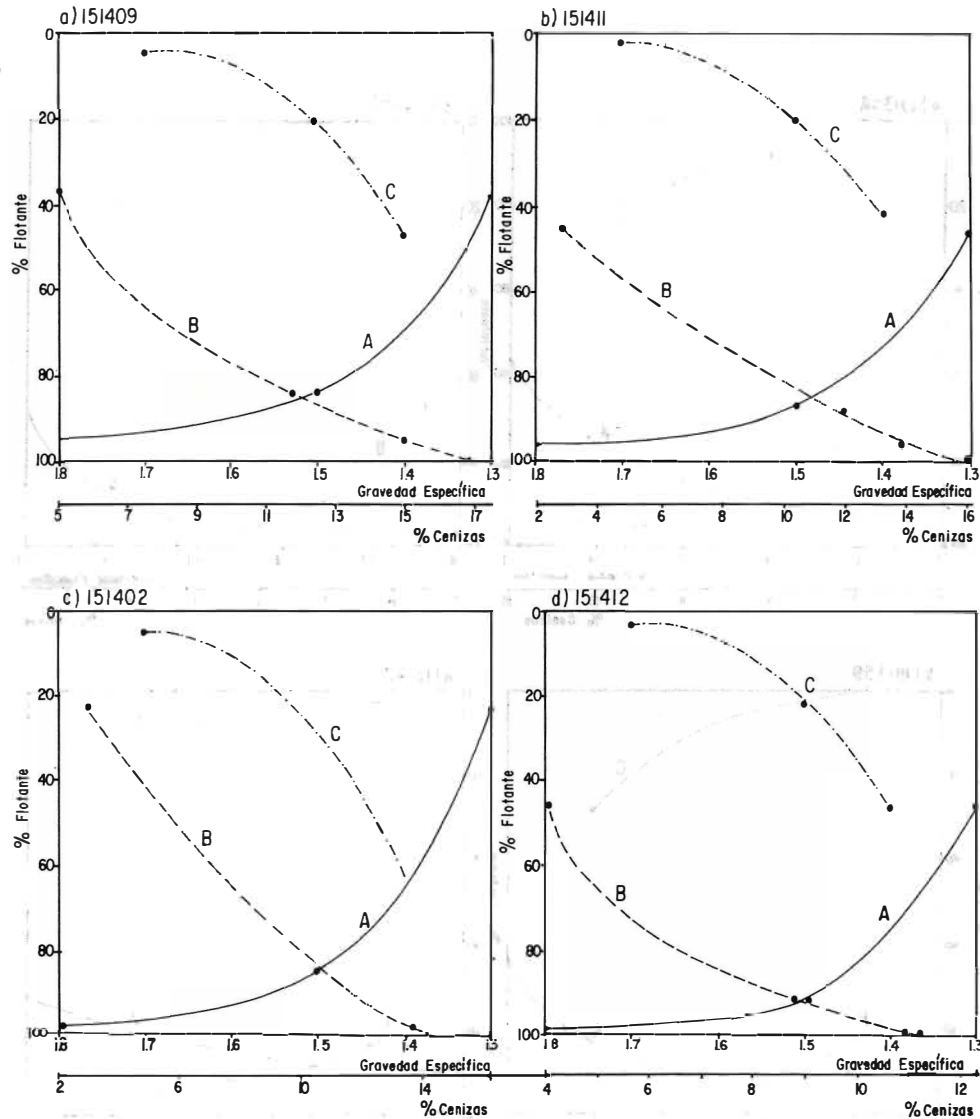 a) 151409
0
20
40
60
80
100
% Flotante
A
B
C
1.8 1.7 1.6 1.5 1.4 1.3
Gravedad Específica
5 7 9 11 13 15 17
% Cenizas
b) 151411
0
20
40
60
80
100
% Flotante
A
B
C
1.8 1.7 1.6 1.5 1.4 1.3
Gravedad Específica
2 4 6 8 10 12 14 16
% Cenizas
c) 151402
0
20
40
60
80
100
% Flotante
A
B
C
1.8 1.7 1.6 1.5 1.4 1.3
Gravedad Específica
2 6 10 14
% Cenizas
d) 151412
0
20
40
60
80
100
% Flotante
A
B
C
1.8 1.7 1.6 1.5 1.4 1.3
Gravedad Específica
4 6 8 10 12
% Cenizas